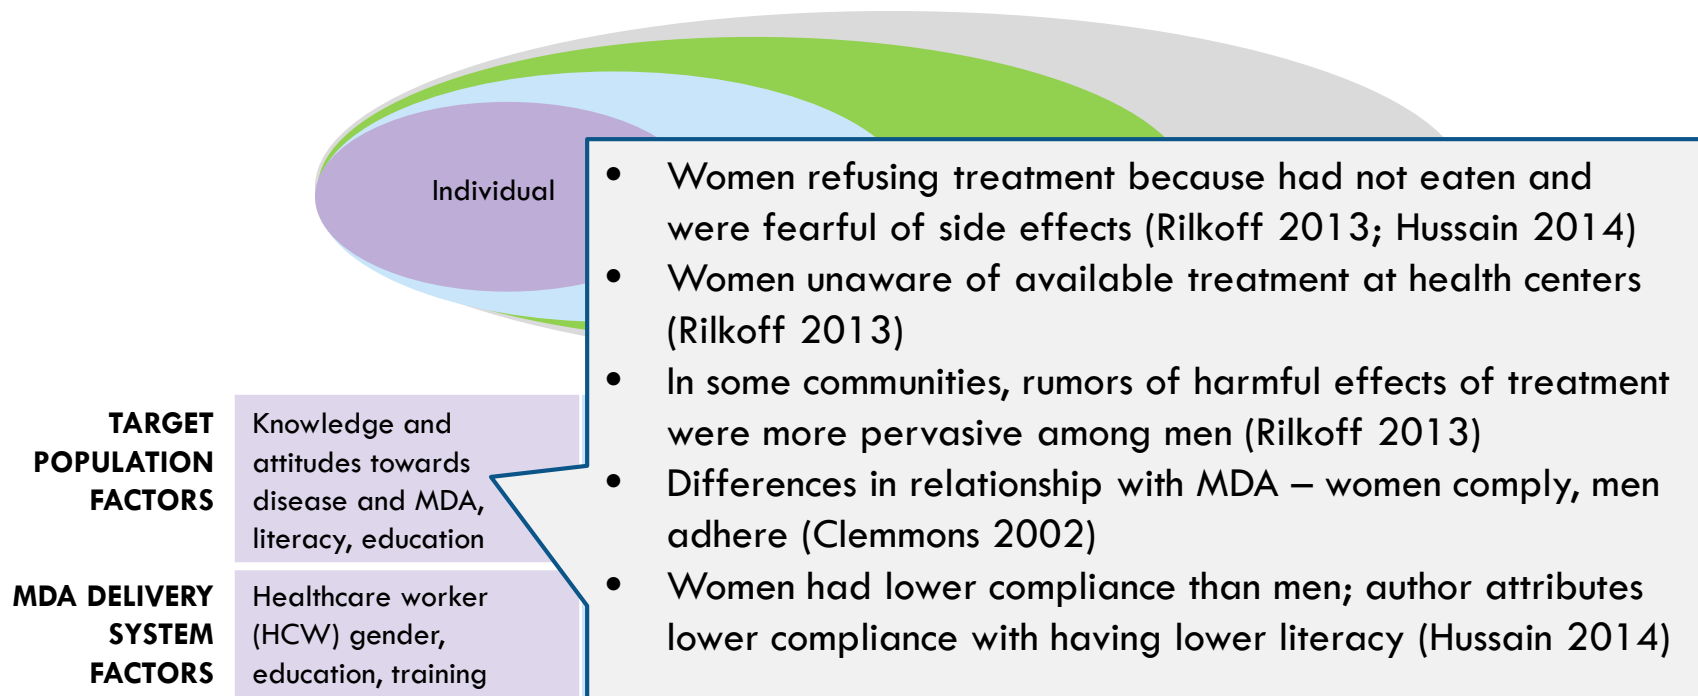 Individual
• Women refusing treatment because had not eaten and
were fearful of side effects (Rilkoff 2013; Hussain 2014)
• Women unaware of available treatment at health centers
(Rilkoff 2013)
• In some communities, rumors of harmful effects of treatment
were more pervasive among men (Rilkoff 2013)
• Differences in relationship with MDA – women comply, men
adhere (Clemmons 2002)
• Women had lower compliance than men; author attributes
lower compliance with having lower literacy (Hussain 2014)
TARGET
POPULATION
FACTORS
Knowledge and
attitudes towards
disease and MDA,
literacy, education
MDA DELIVERY
SYSTEM
FACTORS
Healthcare worker
(HCW) gender,
education, training